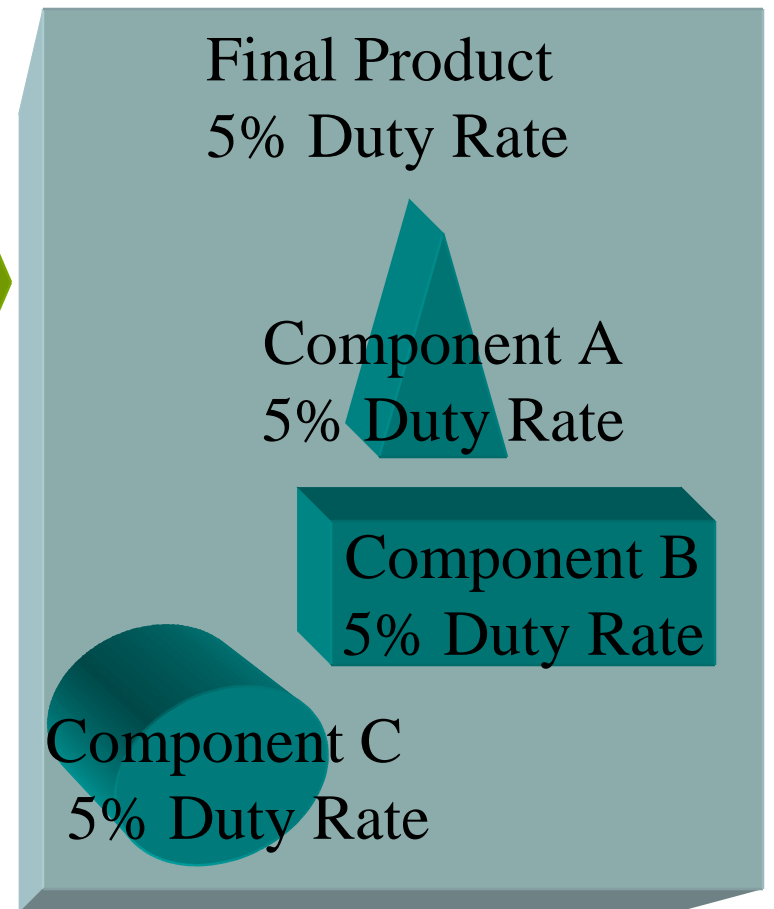 Final Product
5% Duty Rate
Component A
5% Duty Rate
Component B
5% Duty Rate
Component C
5% Duty Rate